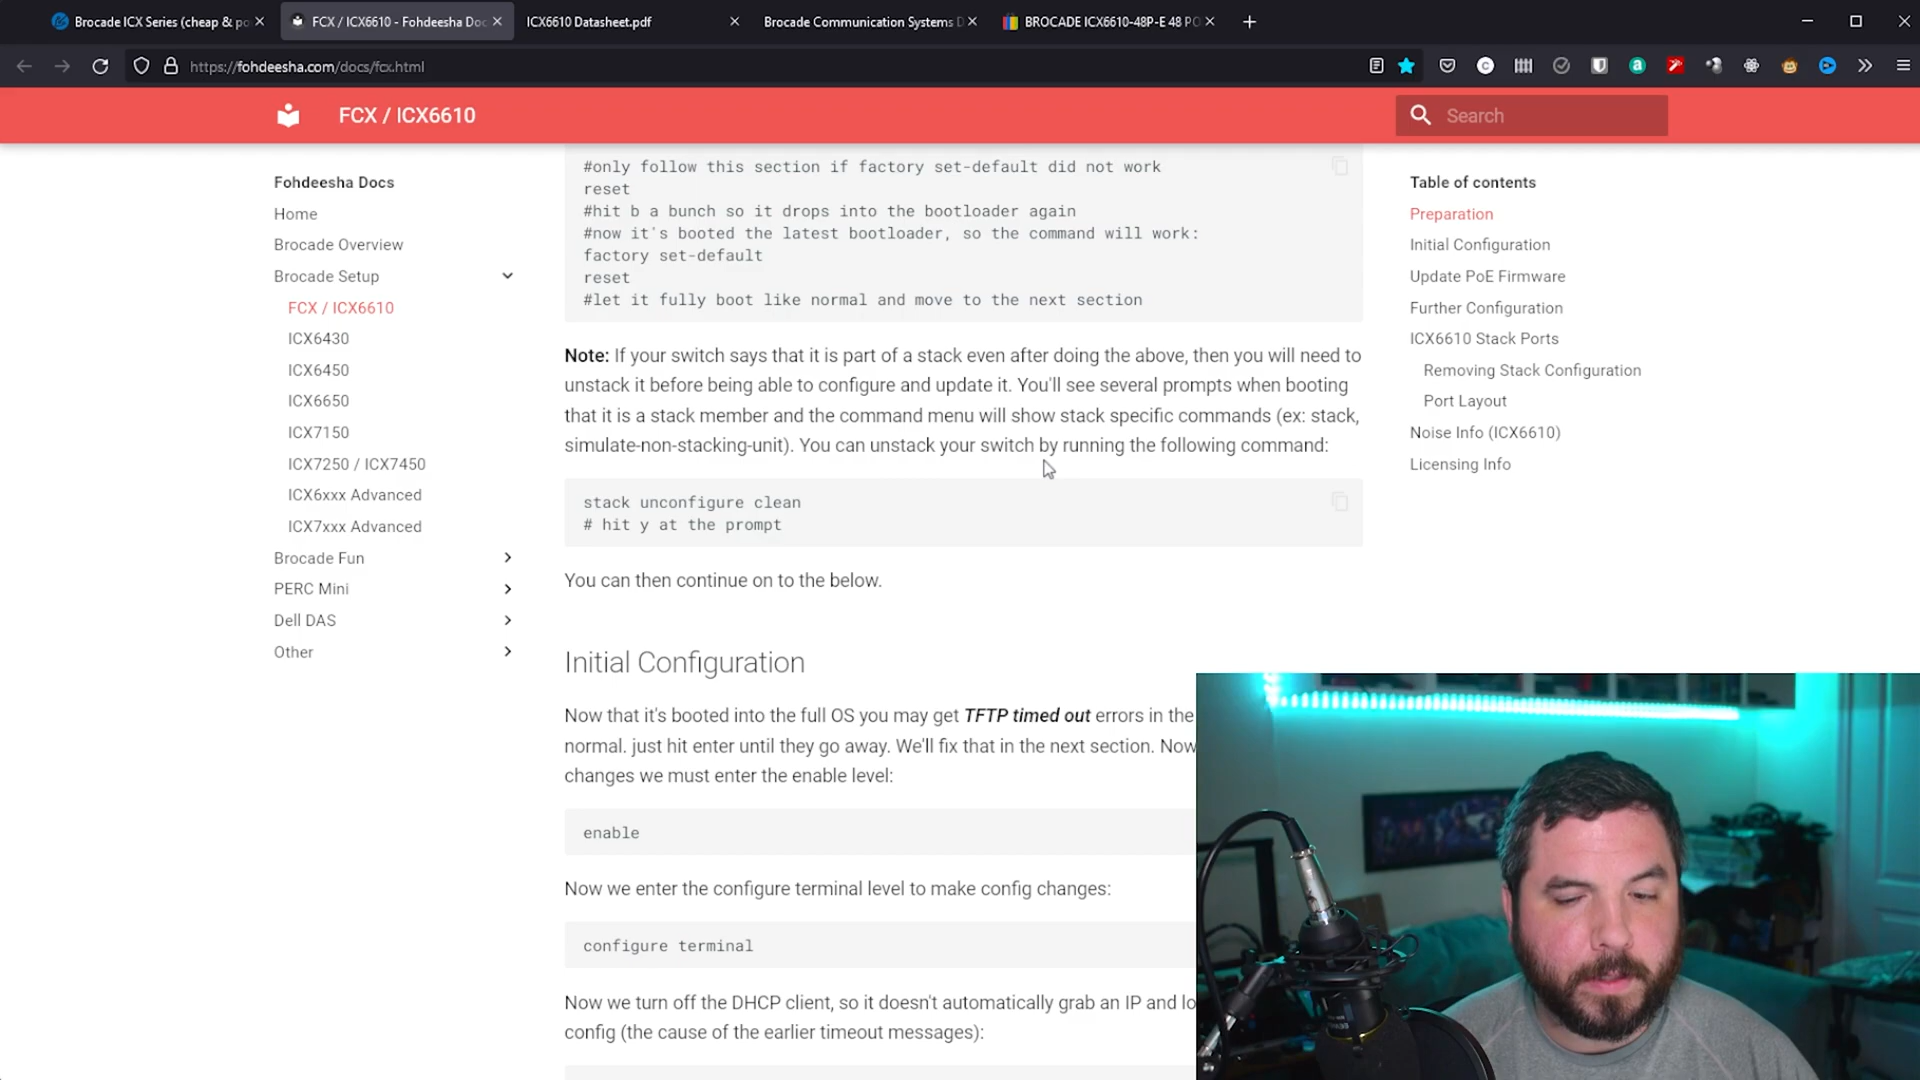 Brocade ICX Series (cheap & po
FCX / ICX6610 - Fohdeesha Doc
ICX6610 Datasheet.pdf
Brocade Communication Systems D
BROCADE ICX6610-48P-E 48 PO
https://fohdeesha.com/docs/fcx.html
FCX / ICX6610
Search
Fohdeesha Docs
Home
Brocade Overview
Brocade Setup
FCX / ICX6610
ICX6430
ICX6450
ICX6650
ICX7150
ICX7250 / ICX7450
ICX6xxx Advanced
ICX7xxx Advanced
Brocade Fun
PERC Mini
Dell DAS
Other
#only follow this section if factory set-default did not work
reset
#hit b a bunch so it drops into the bootloader again
#now it's booted the latest bootloader, so the command will work:
factory set-default
reset
#let it fully boot like normal and move to the next section
Note: If your switch says that it is part of a stack even after doing the above, then you will need to
unstack it before being able to configure and update it. You'll see several prompts when booting
that it is a stack member and the command menu will show stack specific commands (ex: stack,
simulate-non-stacking-unit). You can unstack your switch by running the following command:
stack unconfigure clean
# hit y at the prompt
You can then continue on to the below.
Initial Configuration
Now that it's booted into the full OS you may get TFTP timed out errors in the
normal. just hit enter until they go away. We'll fix that in the next section. Now
changes we must enter the enable level:
enable
Now we enter the configure terminal level to make config changes:
configure terminal
Now we turn off the DHCP client, so it doesn't automatically grab an IP and lo
config (the cause of the earlier timeout messages):
Table of contents
Preparation
Initial Configuration
Update PoE Firmware
Further Configuration
ICX6610 Stack Ports
Removing Stack Configuration
Port Layout
Noise Info (ICX6610)
Licensing Info